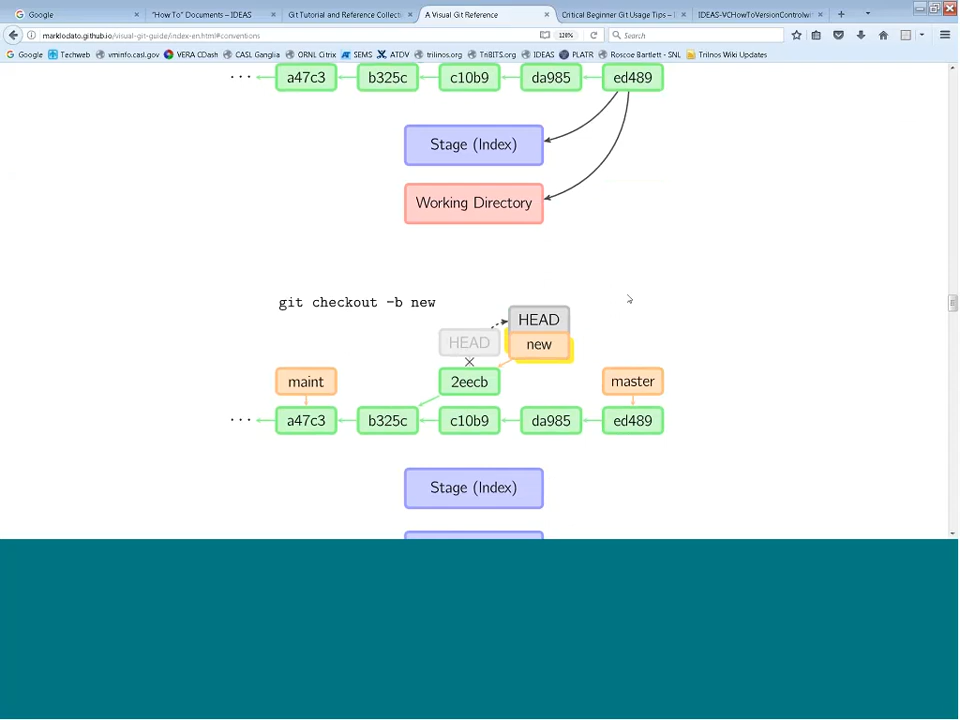 Google
"How To" Documents – IDEAS
Git Tutorial and Reference Collecti
A Visual Git Reference
Critical Beginner Git Usage Tips – I
IDEAS-VCHowToVersionControlwi
marklodato.github.io/visual-git-guide/index-en.html#conventions
120%
Search
Google
Techweb
vminfo.casl.gov
VERA CDash
CASL Ganglia
ORNL Citrix
SEMS
ATDV
trilinos.org
TriBITS.org
IDEAS
PLATR
Roscoe Bartlett - SNL
Trilnos Wiki Updates
... a47c3 b325c c10b9 da985 ed489
Stage (Index)
Working Directory
git checkout -b new
HEAD
HEAD new
maint 2eecb master
... a47c3 b325c c10b9 da985 ed489
Stage (Index)